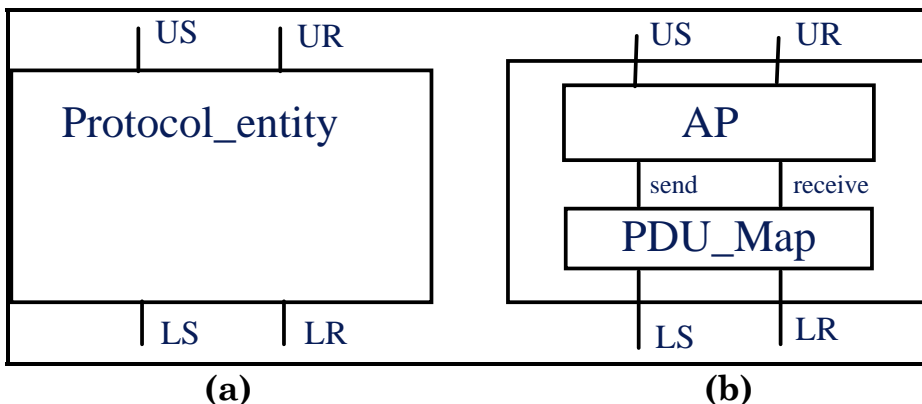 US UR
Protocol_entity
LS LR
(a)
US UR
AP
send receive
PDU_Map
LS LR
(b)